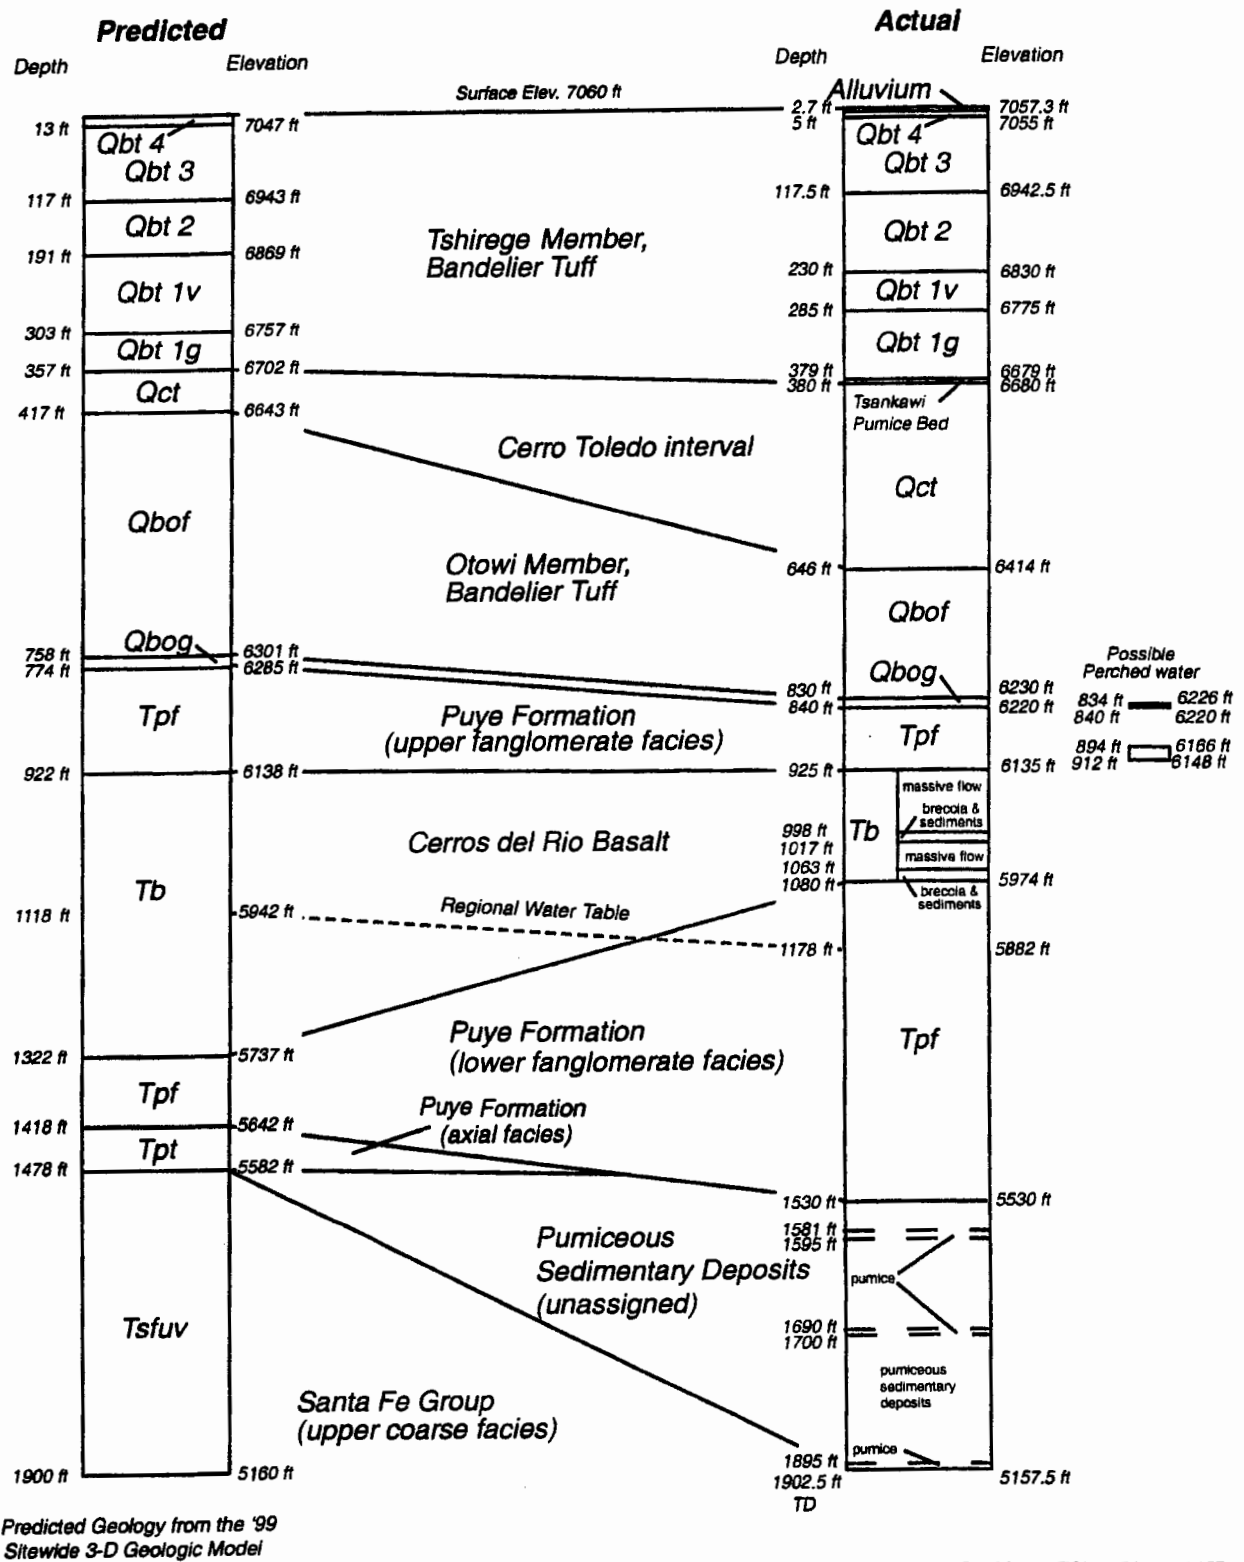 Predicted
Actual
Depth
Elevation
Depth
Elevation
Surface Elev. 7060 ft
Alluvium
2.7 ft
7057.3 ft
13 ft
7047 ft
5 ft
7055 ft
Qbt 4
Qbt 4
Qbt 3
Qbt 3
117 ft
6943 ft
117.5 ft
6942.5 ft
Qbt 2
Qbt 2
Tshirege Member,
Bandelier Tuff
191 ft
6869 ft
230 ft
6830 ft
Qbt 1v
Qbt 1v
285 ft
6775 ft
303 ft
6757 ft
Qbt 1g
Qbt 1g
357 ft
6702 ft
379 ft
6679 ft
380 ft
6680 ft
Qct
Tsankawi
Pumice Bed
417 ft
6643 ft
Cerro Toledo interval
Qct
Qbof
Otowi Member,
Bandelier Tuff
646 ft
6414 ft
Qbof
Qbog
758 ft
6301 ft
774 ft
6285 ft
Qbog
830 ft
6230 ft
840 ft
6220 ft
Possible
Perched water
834 ft
6226 ft
840 ft
6220 ft
894 ft
6166 ft
912 ft
6148 ft
Tpf
Puye Formation
(upper fanglomerate facies)
Tpf
922 ft
6138 ft
925 ft
6135 ft
massive flow
breccia &
sediments
998 ft
Tb
1017 ft
massive flow
1063 ft
1080 ft
5974 ft
breccia &
sediments
Cerros del Rio Basalt
Tb
1118 ft
5942 ft
Regional Water Table
1178 ft
5882 ft
Puye Formation
(lower fanglomerate facies)
Tpf
1322 ft
5737 ft
Tpf
Puye Formation
(axial facies)
1418 ft
5642 ft
Tpt
1478 ft
5582 ft
1530 ft
5530 ft
Pumiceous
Sedimentary Deposits
(unassigned)
1581 ft
1595 ft
pumice
Tsfuv
1690 ft
1700 ft
pumiceous
sedimentary
deposits
Santa Fe Group
(upper coarse facies)
pumice
1895 ft
1900 ft
5160 ft
1902.5 ft
5157.5 ft
TD
Predicted Geology from the '99
Sitewide 3-D Geologic Model